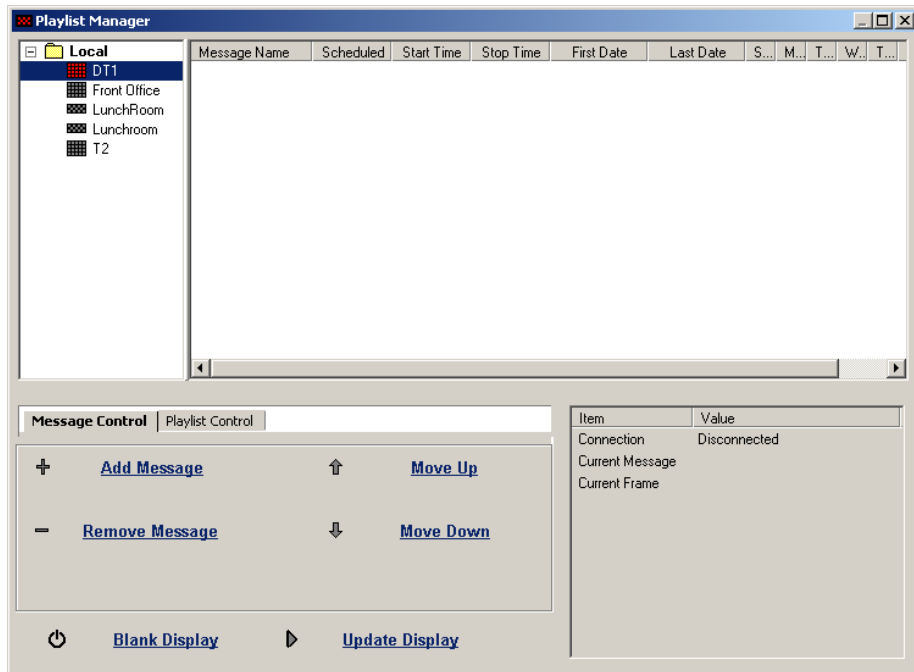 Playlist Manager
Local
DT1
Front Office
LunchRoom
Lunchroom
T2
Message Name Scheduled Start Time Stop Time First Date Last Date S... M... T... W... T...
Message Control Playlist Control
Add Message Move Up
Remove Message Move Down
Blank Display Update Display
Item Value
Connection Disconnected
Current Message
Current Frame